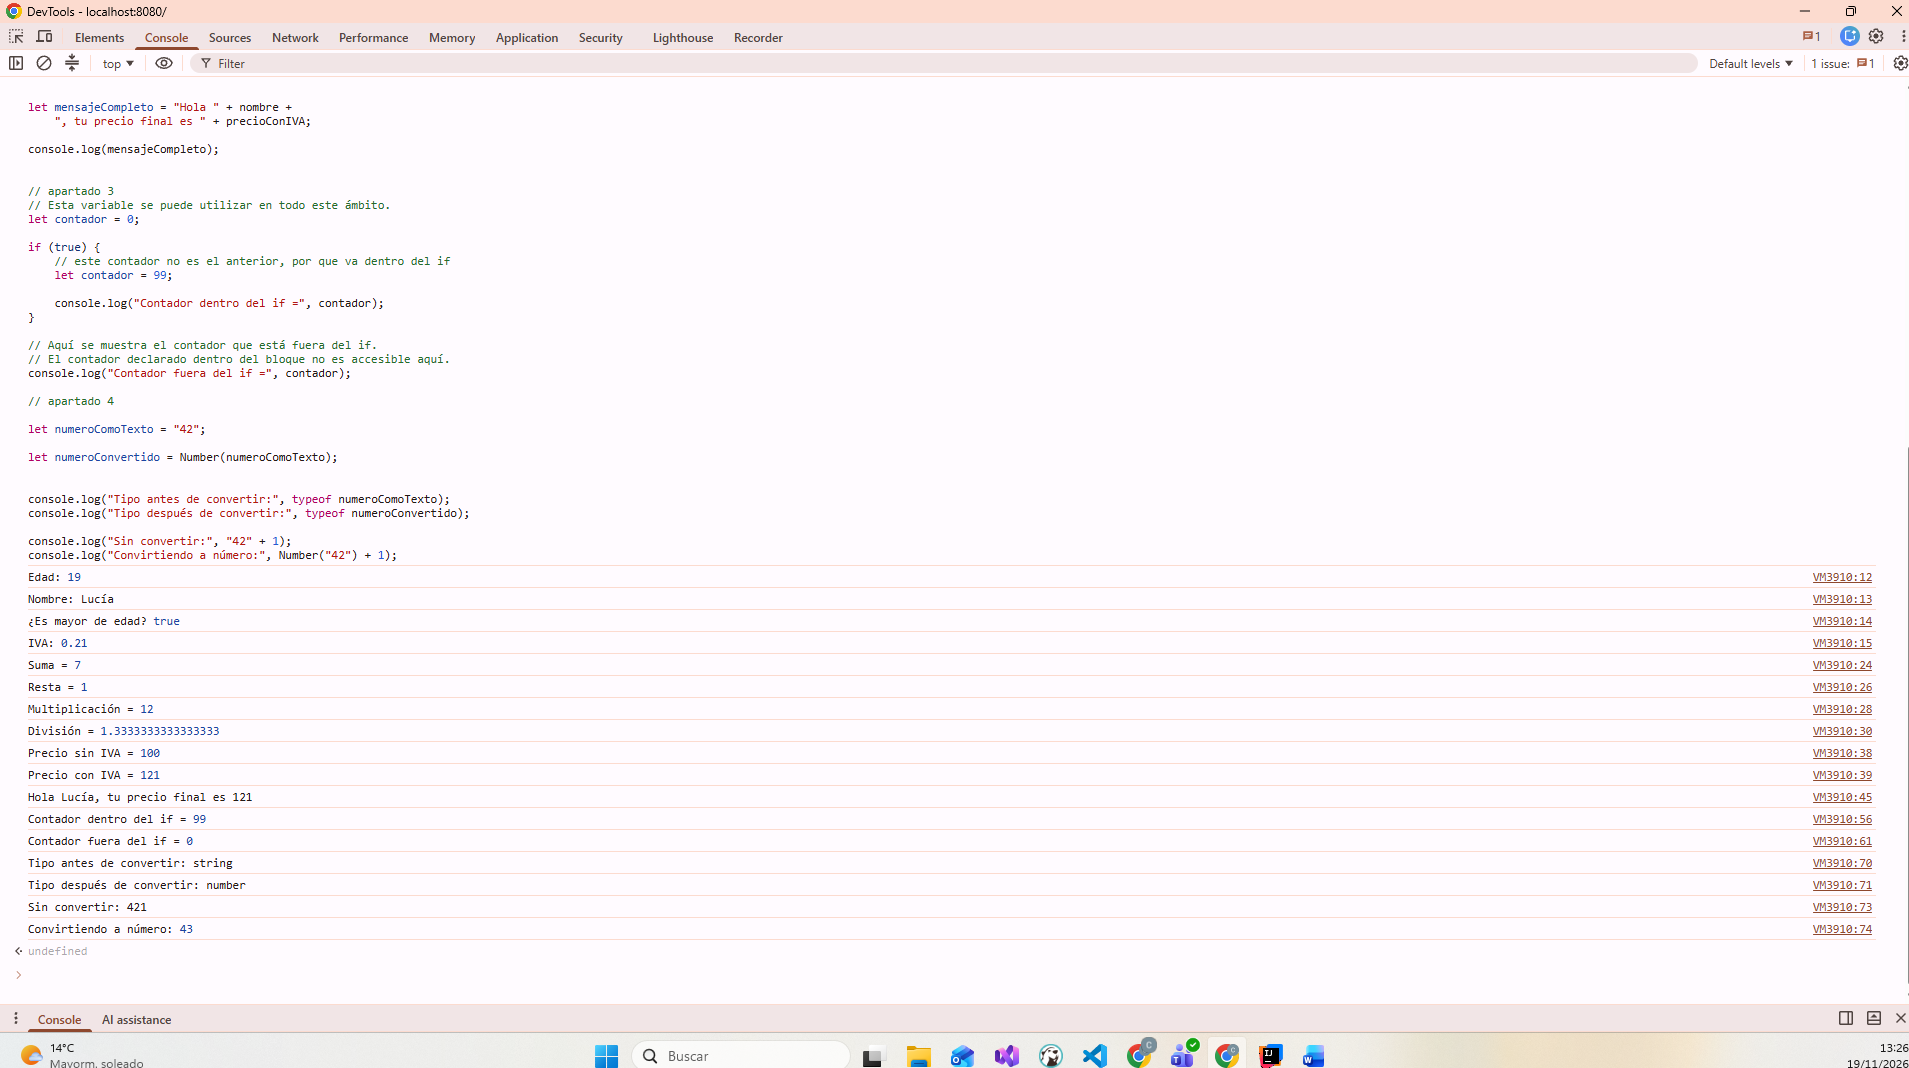 DevTools - localhost:8080/
Elements Console Sources Network Performance Memory Application Security Lighthouse Recorder 1
top Filter Default levels 1 issue: 1
let mensajeCompleto = "Hola " + nombre +
    ", tu precio final es " + precioConIVA;
console.log(mensajeCompleto);
// apartado 3
// Esta variable se puede utilizar en todo este ámbito.
let contador = 0;
if (true) {
    // este contador no es el anterior, por que va dentro del if
    let contador = 99;
    console.log("Contador dentro del if =", contador);
}
// Aquí se muestra el contador que está fuera del if.
// El contador declarado dentro del bloque no es accesible aquí.
console.log("Contador fuera del if =", contador);
// apartado 4
let numeroComoTexto = "42";
let numeroConvertido = Number(numeroComoTexto);
console.log("Tipo antes de convertir:", typeof numeroComoTexto);
console.log("Tipo después de convertir:", typeof numeroConvertido);
console.log("Sin convertir:", "42" + 1);
console.log("Convirtiendo a número:", Number("42") + 1);
Edad: 19 VM3910:12
Nombre: Lucía VM3910:13
¿Es mayor de edad? true VM3910:14
IVA: 0.21 VM3910:15
Suma = 7 VM3910:24
Resta = 1 VM3910:26
Multiplicación = 12 VM3910:28
División = 1.3333333333333333 VM3910:30
Precio sin IVA = 100 VM3910:38
Precio con IVA = 121 VM3910:39
Hola Lucía, tu precio final es 121 VM3910:45
Contador dentro del if = 99 VM3910:56
Contador fuera del if = 0 VM3910:61
Tipo antes de convertir: string VM3910:70
Tipo después de convertir: number VM3910:71
Sin convertir: 421 VM3910:73
Convirtiendo a número: 43 VM3910:74
undefined
Console AI assistance
14°C
Mayorm. soleado
Buscar
13:26
19/11/2026